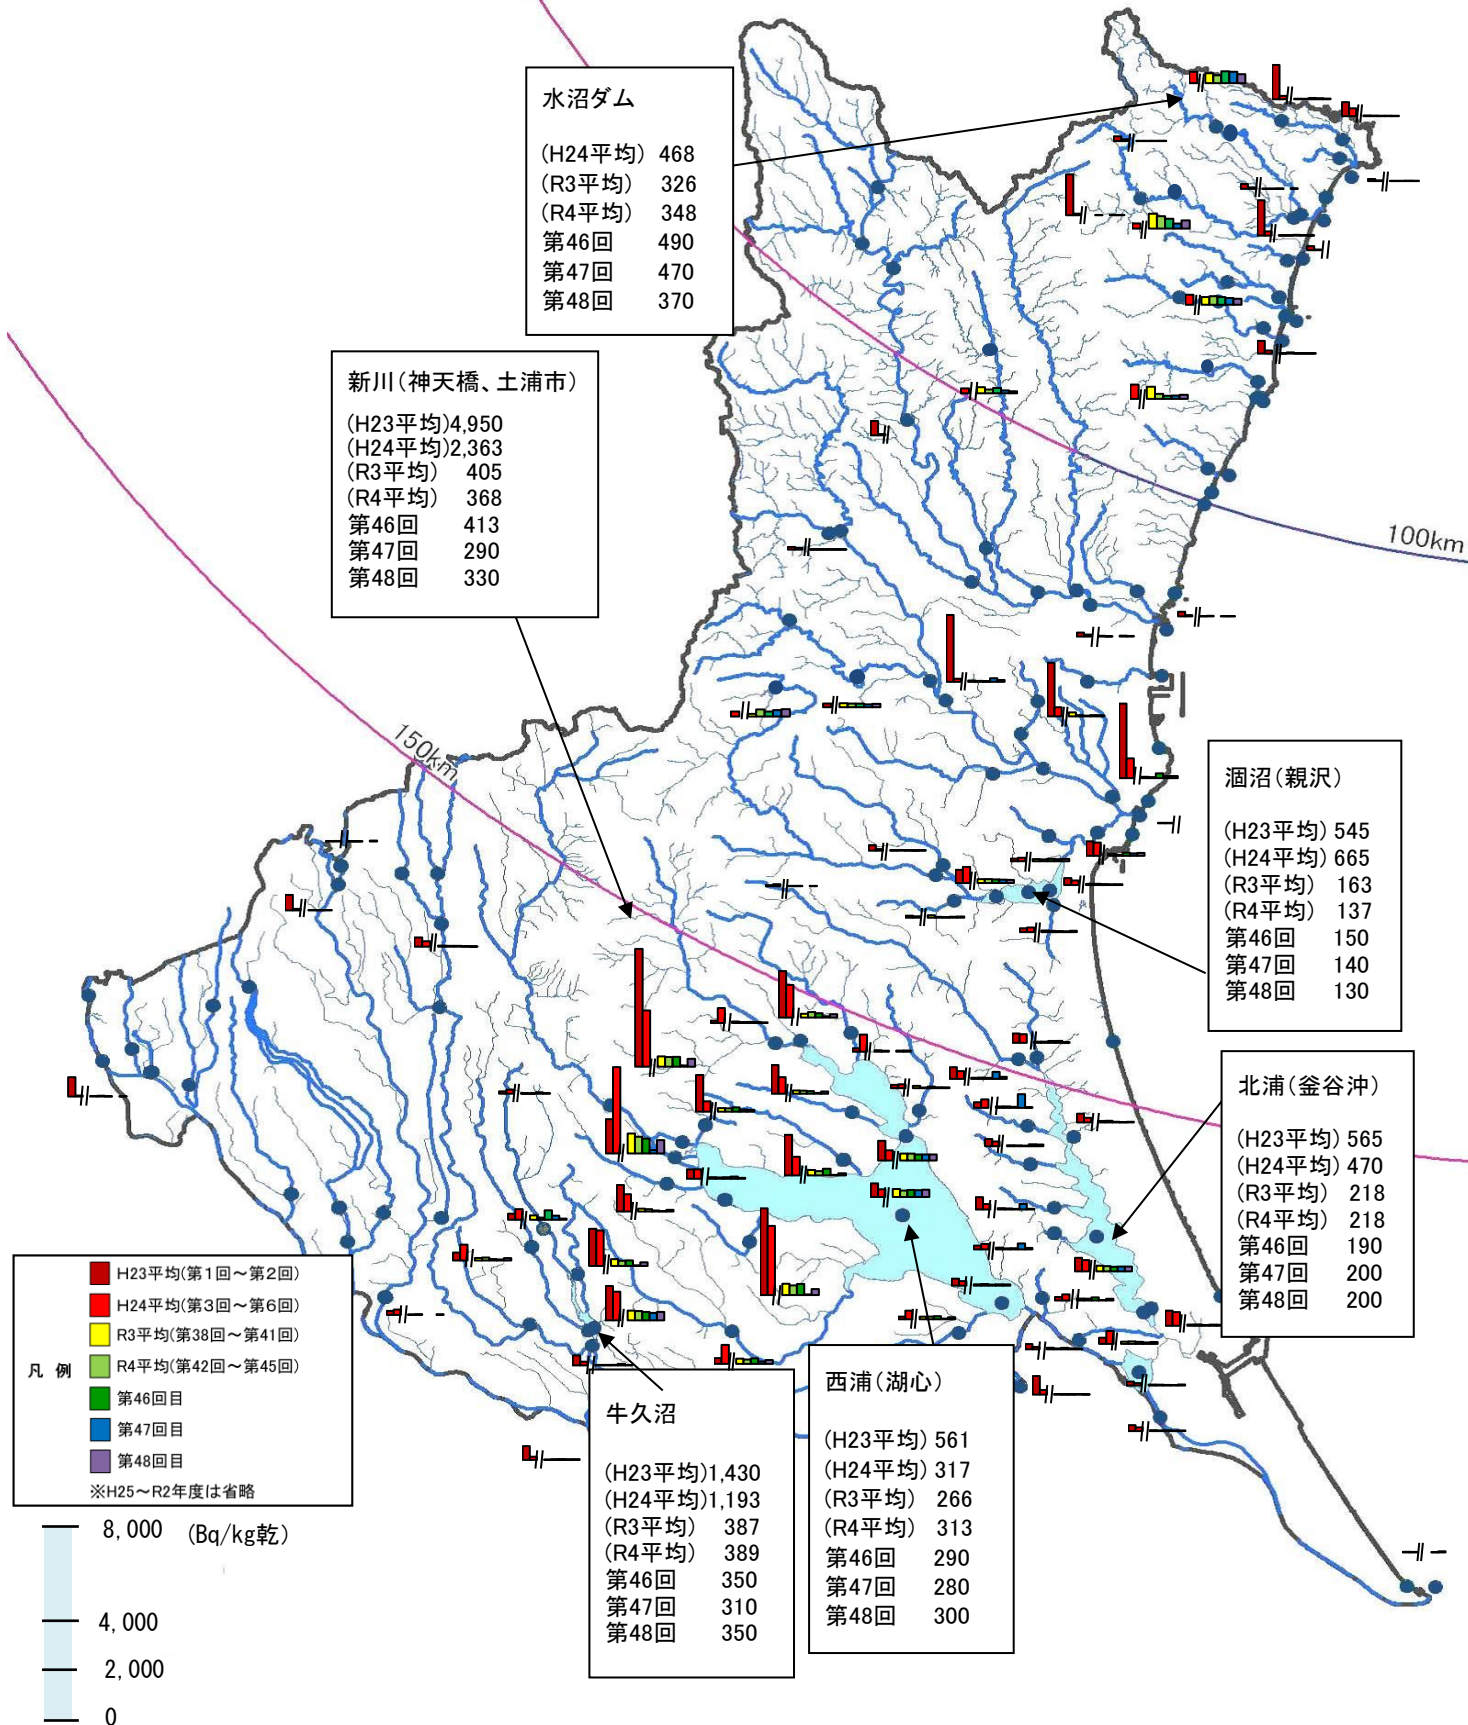 水沼ダム
(H24平均) 468
(R3平均) 326
(R4平均) 348
第46回 490
第47回 470
第48回 370
新川(神天橋、土浦市)
(H23平均)4,950
(H24平均)2,363
(R3平均) 405
(R4平均) 368
第46回 413
第47回 290
第48回 330
100km
150km
涸沼(親沢)
(H23平均) 545
(H24平均) 665
(R3平均) 163
(R4平均) 137
第46回 150
第47回 140
第48回 130
北浦(釜谷沖)
(H23平均) 565
(H24平均) 470
(R3平均) 218
(R4平均) 218
第46回 190
第47回 200
第48回 200
凡 例
H23平均(第1回～第2回)
H24平均(第3回～第6回)
R3平均(第38回～第41回)
R4平均(第42回～第45回)
第46回目
第47回目
第48回目
※H25～R2年度は省略
牛久沼
(H23平均)1,430
(H24平均)1,193
(R3平均) 387
(R4平均) 389
第46回 350
第47回 310
第48回 350
西浦(湖心)
(H23平均) 561
(H24平均) 317
(R3平均) 266
(R4平均) 313
第46回 290
第47回 280
第48回 300
8,000 (Bq/kg乾)
4,000
2,000
0